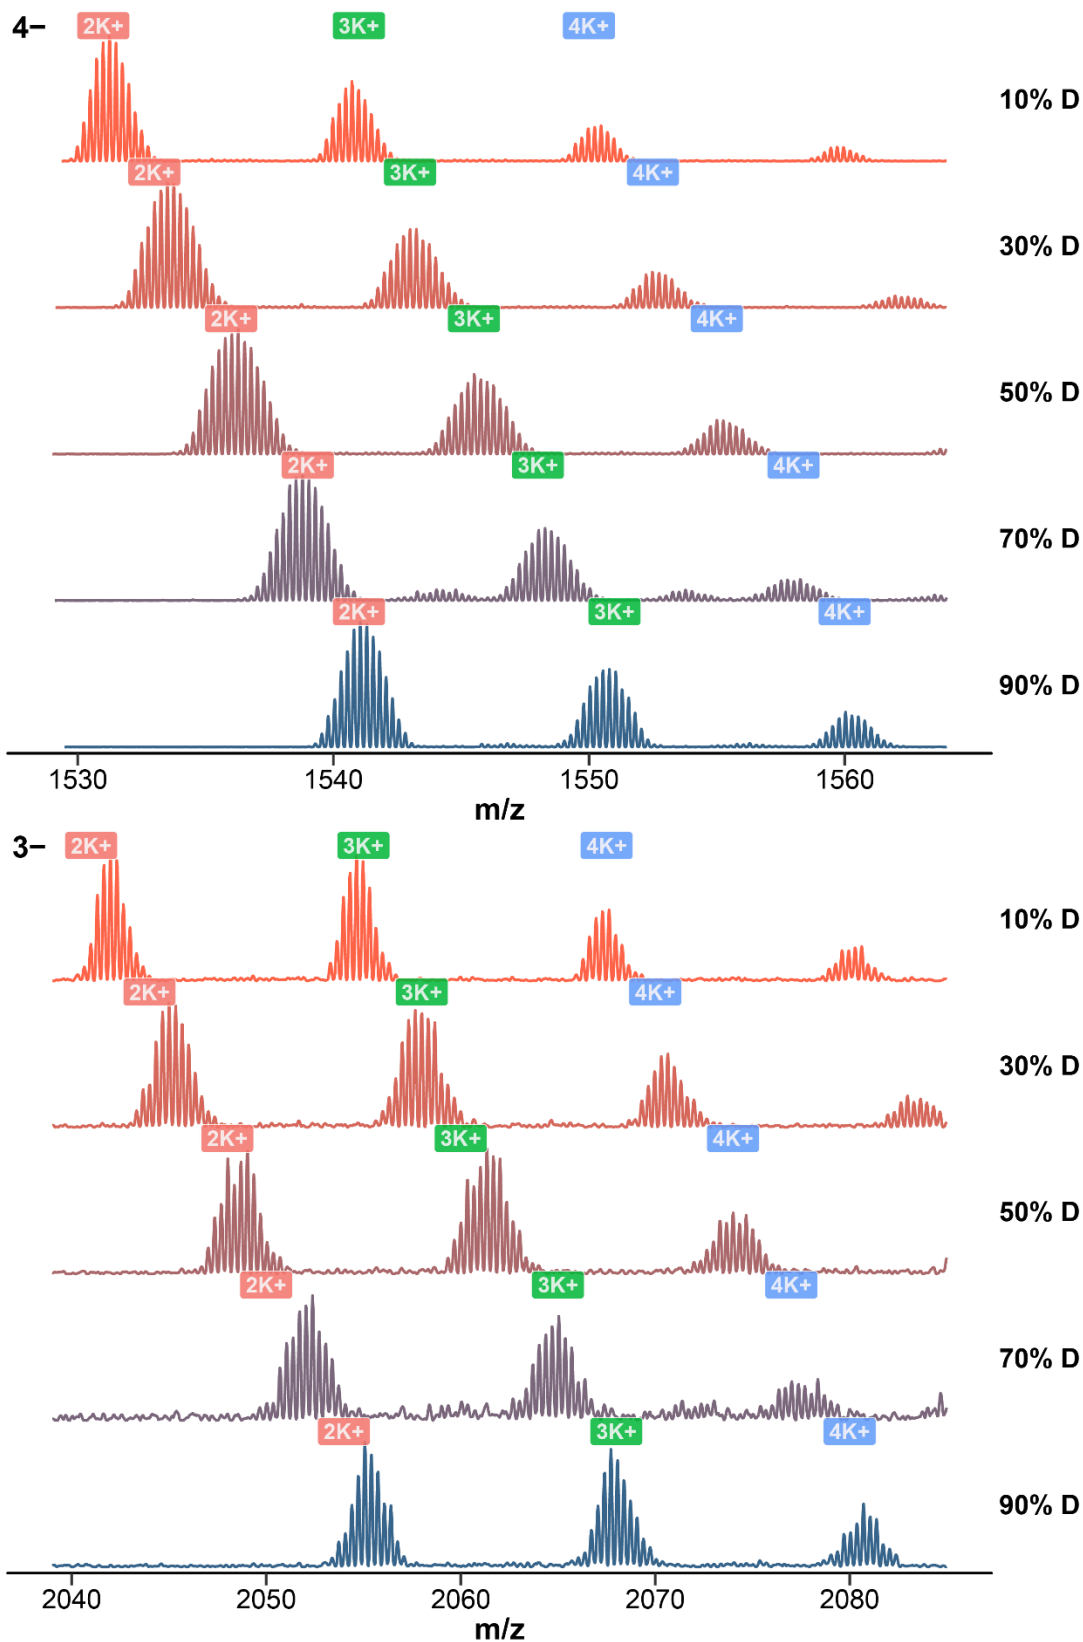 4− 2K+ 3K+ 4K+
10% D
2K+ 3K+ 4K+
30% D
2K+ 3K+ 4K+
50% D
2K+ 3K+ 4K+
70% D
2K+ 3K+ 4K+
90% D
1530 1540 1550 1560
m/z
3− 2K+ 3K+ 4K+
10% D
2K+ 3K+ 4K+
30% D
2K+ 3K+ 4K+
50% D
2K+ 3K+ 4K+
70% D
2K+ 3K+ 4K+
90% D
2040 2050 2060 2070 2080
m/z